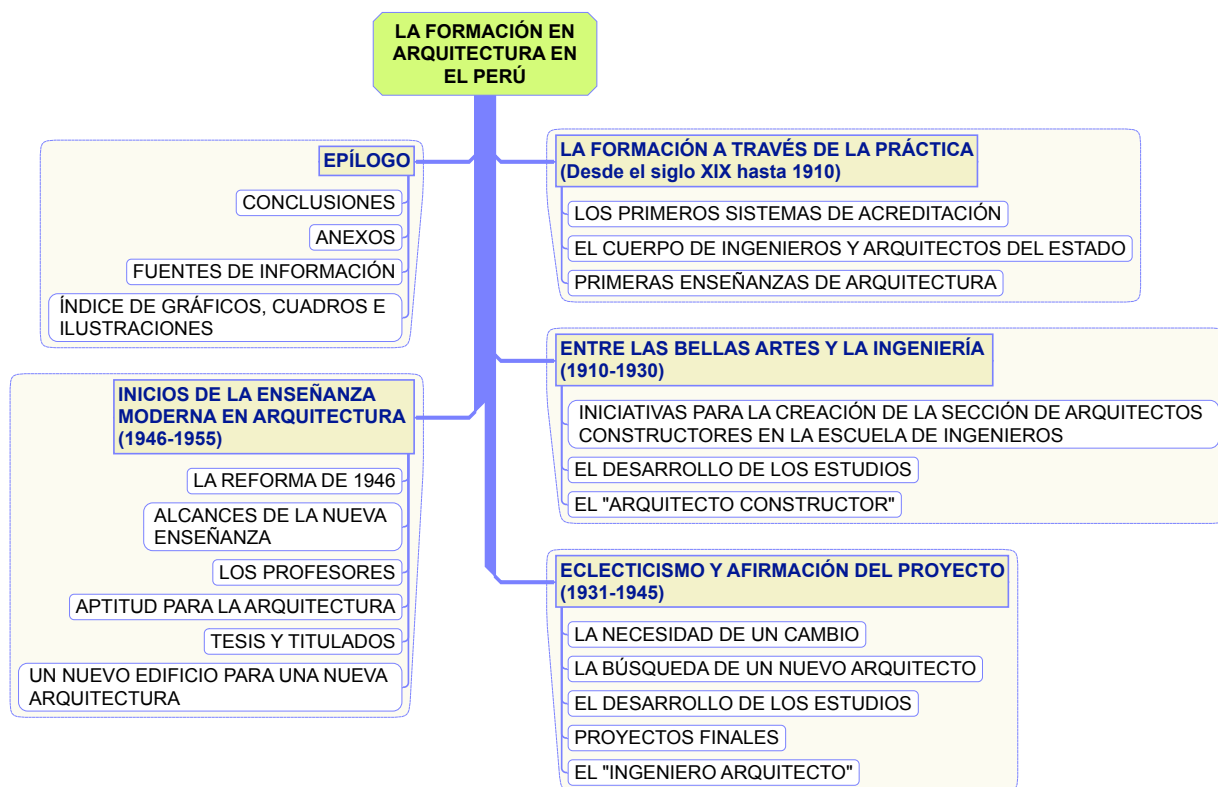 LA FORMACIÓN EN
ARQUITECTURA EN
EL PERÚ
LA FORMACIÓN A TRAVÉS DE LA PRÁCTICA
(Desde el siglo XIX hasta 1910)
LOS PRIMEROS SISTEMAS DE ACREDITACIÓN
EL CUERPO DE INGENIEROS Y ARQUITECTOS DEL ESTADO
PRIMERAS ENSEÑANZAS DE ARQUITECTURA
ENTRE LAS BELLAS ARTES Y LA INGENIERÍA
(1910-1930)
INICIATIVAS PARA LA CREACIÓN DE LA SECCIÓN DE ARQUITECTOS
CONSTRUCTORES EN LA ESCUELA DE INGENIEROS
EL DESARROLLO DE LOS ESTUDIOS
EL "ARQUITECTO CONSTRUCTOR"
ECLECTICISMO Y AFIRMACIÓN DEL PROYECTO
(1931-1945)
LA NECESIDAD DE UN CAMBIO
LA BÚSQUEDA DE UN NUEVO ARQUITECTO
EL DESARROLLO DE LOS ESTUDIOS
PROYECTOS FINALES
EL "INGENIERO ARQUITECTO"
INICIOS DE LA ENSEÑANZA
MODERNA EN ARQUITECTURA
(1946-1955)
LA REFORMA DE 1946
ALCANCES DE LA NUEVA
ENSEÑANZA
LOS PROFESORES
APTITUD PARA LA ARQUITECTURA
TESIS Y TITULADOS
UN NUEVO EDIFICIO PARA UNA NUEVA
ARQUITECTURA
EPÍLOGO
CONCLUSIONES
ANEXOS
FUENTES DE INFORMACIÓN
ÍNDICE DE GRÁFICOS, CUADROS E
ILUSTRACIONES